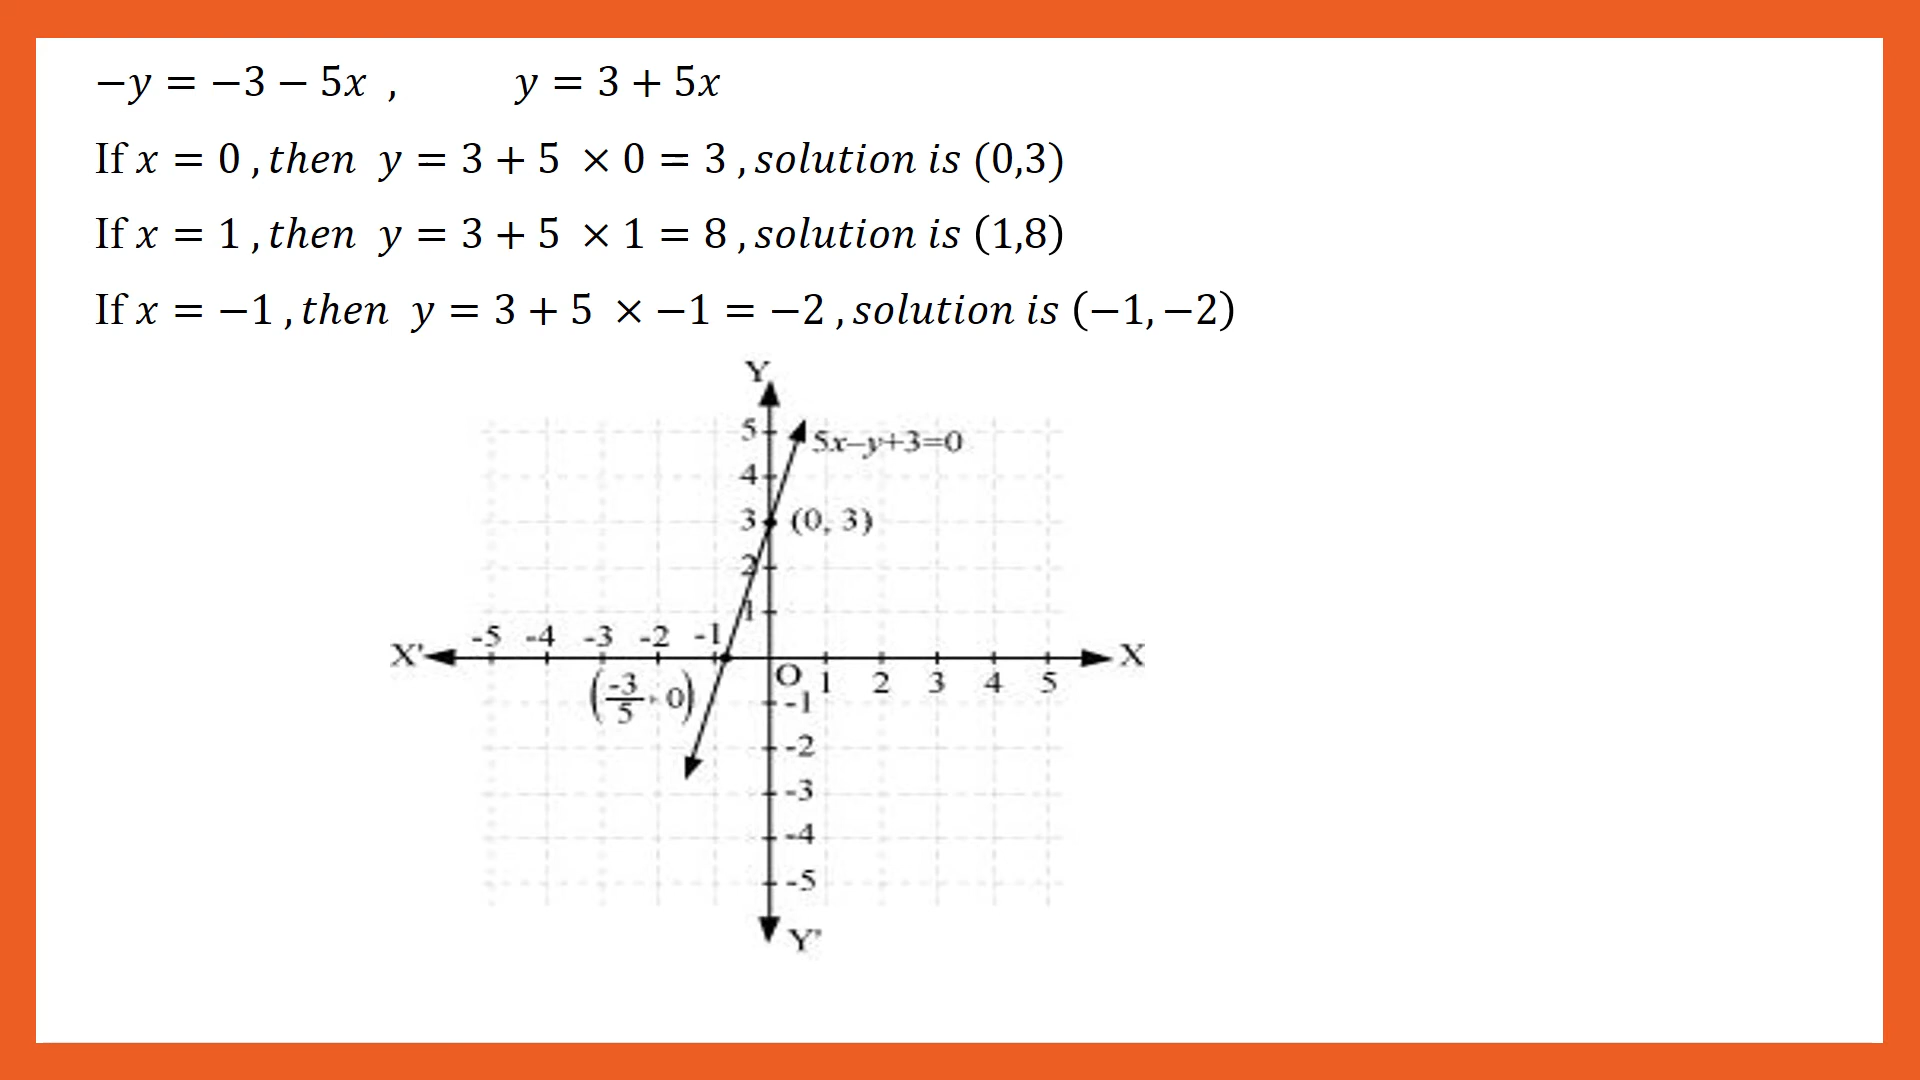 −y = −3 − 5x , y = 3 + 5x
If x = 0 , then y = 3 + 5 × 0 = 3 , solution is (0,3)
If x = 1 , then y = 3 + 5 × 1 = 8 , solution is (1,8)
If x = −1 , then y = 3 + 5 × −1 = −2 , solution is (−1, −2)
Y
5
5x–y+3=0
4
3 (0, 3)
2
1
-5 -4 -3 -2 -1
X' X
O 1 2 3 4 5
(-3/5, 0)
-1
-2
-3
-4
-5
Y'